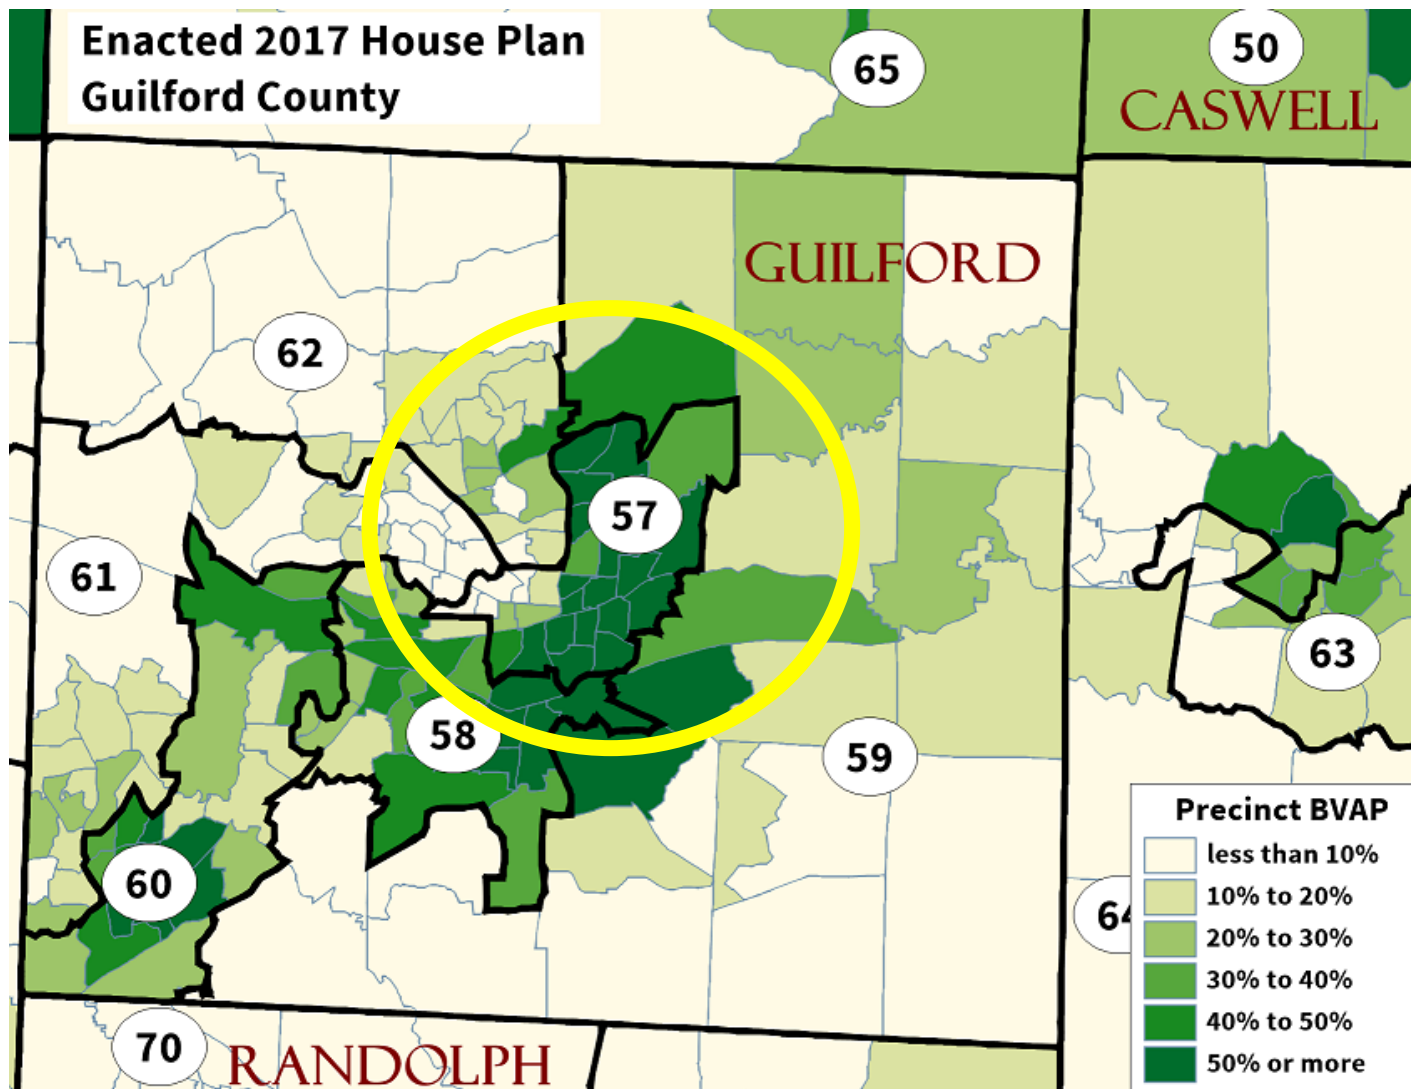 Enacted 2017 House Plan
Guilford County
65
50
CASWELL
GUILFORD
62
57
61
63
58
59
60
64
70
RANDOLPH
Precinct BVAP
less than 10%
10% to 20%
20% to 30%
30% to 40%
40% to 50%
50% or more